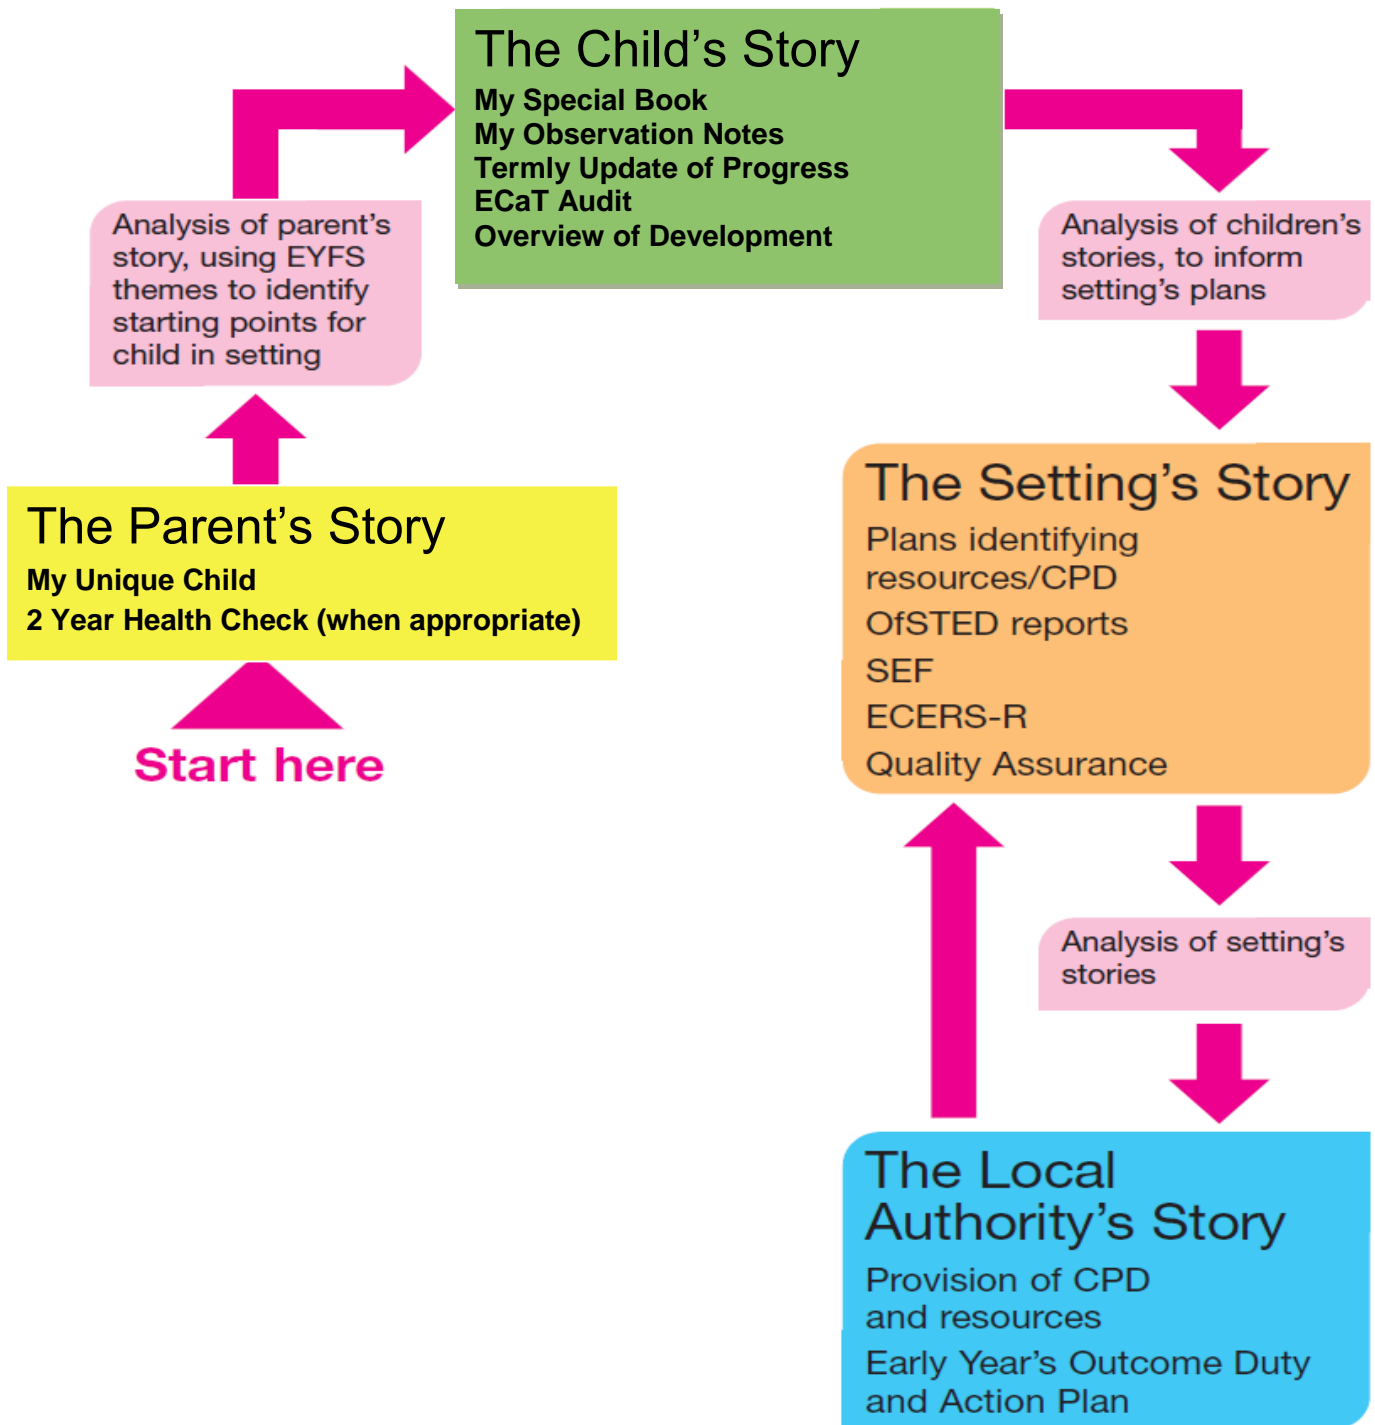 The Child’s Story
My Special Book
My Observation Notes
Termly Update of Progress
ECaT Audit
Overview of Development
Analysis of parent’s
story, using EYFS
themes to identify
starting points for
child in setting
Analysis of children’s
stories, to inform
setting’s plans
The Parent’s Story
My Unique Child
2 Year Health Check (when appropriate)
Start here
The Setting’s Story
Plans identifying
resources/CPD
OfSTED reports
SEF
ECERS-R
Quality Assurance
Analysis of setting’s
stories
The Local
Authority’s Story
Provision of CPD
and resources
Early Year’s Outcome Duty
and Action Plan